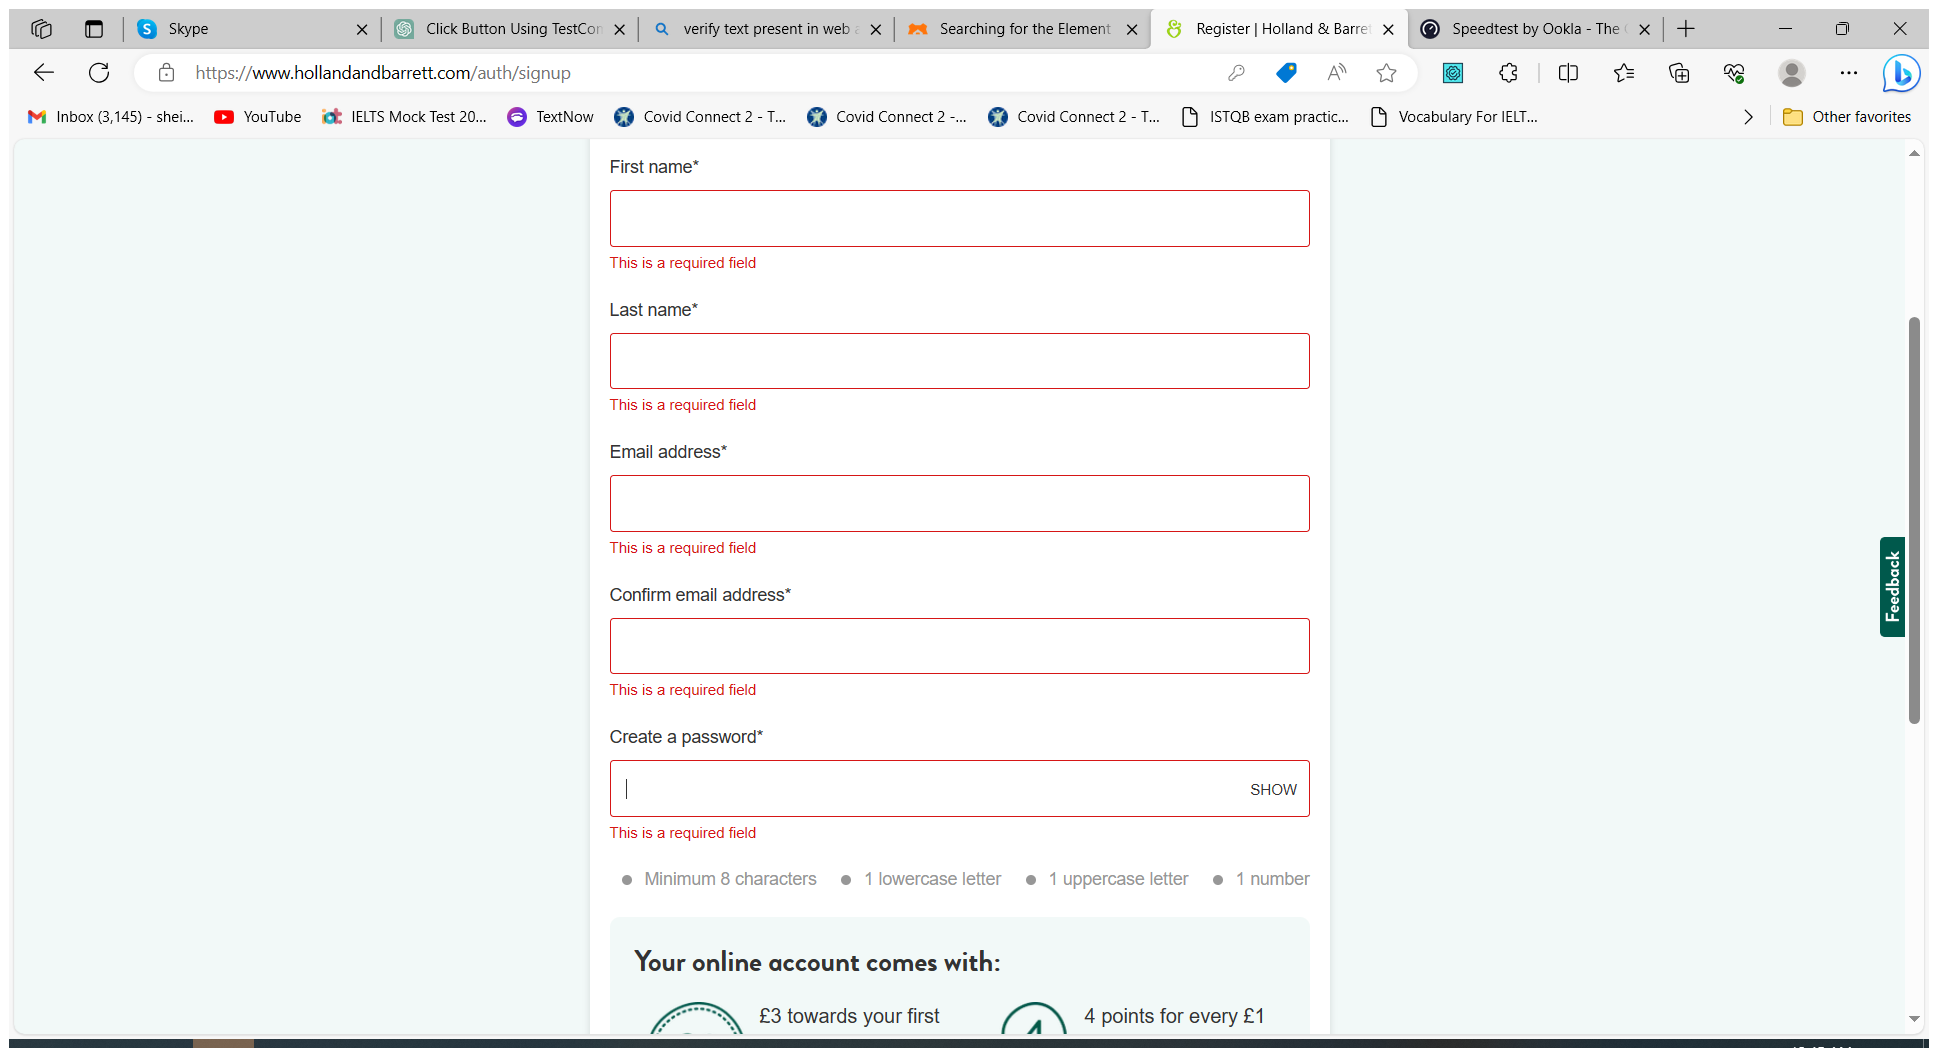 Skype
Click Button Using TestCon
verify text present in web a
Searching for the Element
Register | Holland & Barret
Speedtest by Ookla - The
https://www.hollandandbarrett.com/auth/signup
Inbox (3,145) - shei...
YouTube
IELTS Mock Test 20...
TextNow
Covid Connect 2 - T...
Covid Connect 2 -...
Covid Connect 2 - T...
ISTQB exam practic...
Vocabulary For IELT...
Other favorites
First name*
This is a required field
Last name*
This is a required field
Email address*
This is a required field
Confirm email address*
This is a required field
Feedback
Create a password*
SHOW
This is a required field
Minimum 8 characters
1 lowercase letter
1 uppercase letter
1 number
Your online account comes with:
£3 towards your first
4 points for every £1